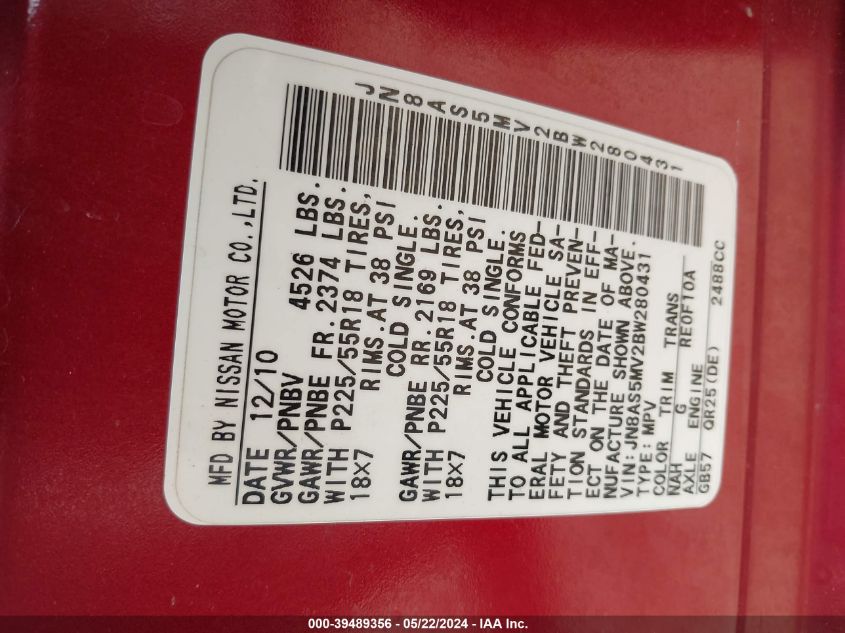 MFD BY NISSAN MOTOR CO.,LTD.
DATE 12/10
GVWR/PNBV 4526 LBS.
GAWR/PNBE FR. 2374 LBS.
WITH P225/55R18 TIRES,
18X7 RIMS.AT 38 PSI
COLD SINGLE.
GAWR/PNBE RR. 2169 LBS.
WITH P225/55R18 TIRES,
18X7 RIMS.AT 38 PSI
COLD SINGLE.
THIS VEHICLE CONFORMS
TO ALL APPLICABLE FED-
ERAL MOTOR VEHICLE SA-
FETY AND THEFT PREVEN-
TION STANDARDS IN EFF-
ECT ON THE DATE OF MA-
NUFACTURE SHOWN ABOVE.
VIN:JN8AS5MV2BW280431
TYPE:MPV
COLOR TRIM TRANS
NAH G RE0F10A
AXLE ENGINE
GB57 QR25(DE) 2488CC
JN8AS5MV2BW280431
000-39489356 - 05/22/2024 - IAA Inc.